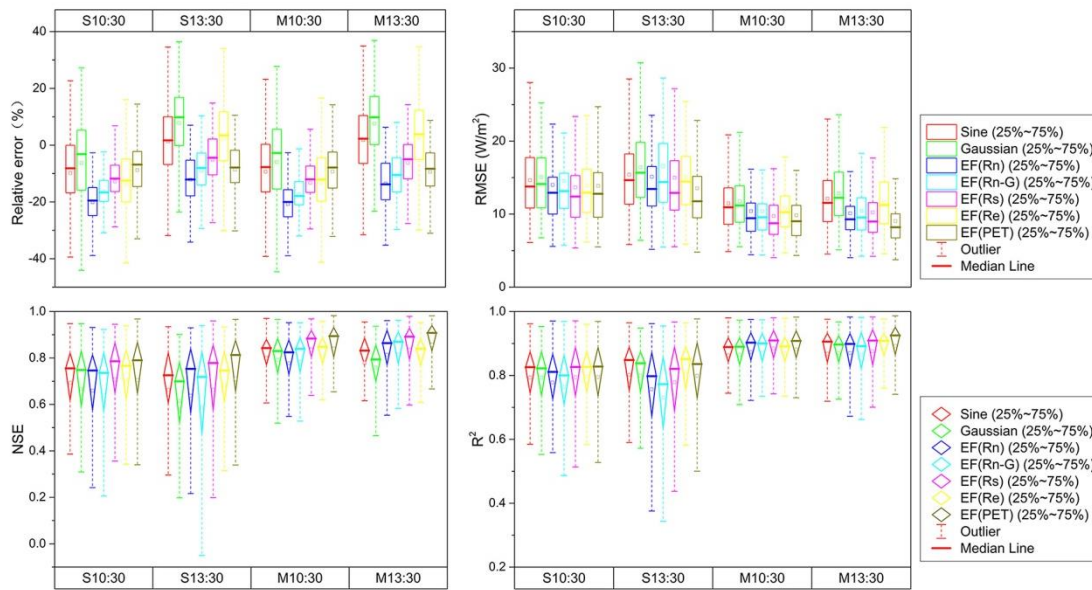 S10:30 S13:30 M10:30 M13:30
S10:30 S13:30 M10:30 M13:30
Relative error (%)
40
20
0
-20
-40
RMSE (W/m²)
30
20
10
0
Sine (25%~75%)
Gaussian (25%~75%)
EF(Rn) (25%~75%)
EF(Rn-G) (25%~75%)
EF(Rs) (25%~75%)
EF(Re) (25%~75%)
EF(PET) (25%~75%)
Outlier
Median Line
NSE
1.0
0.8
0.6
0.4
0.2
0.0
R²
1.0
0.8
0.6
0.4
0.2
Sine (25%~75%)
Gaussian (25%~75%)
EF(Rn) (25%~75%)
EF(Rn-G) (25%~75%)
EF(Rs) (25%~75%)
EF(Re) (25%~75%)
EF(PET) (25%~75%)
Outlier
Median Line
S10:30 S13:30 M10:30 M13:30
S10:30 S13:30 M10:30 M13:30